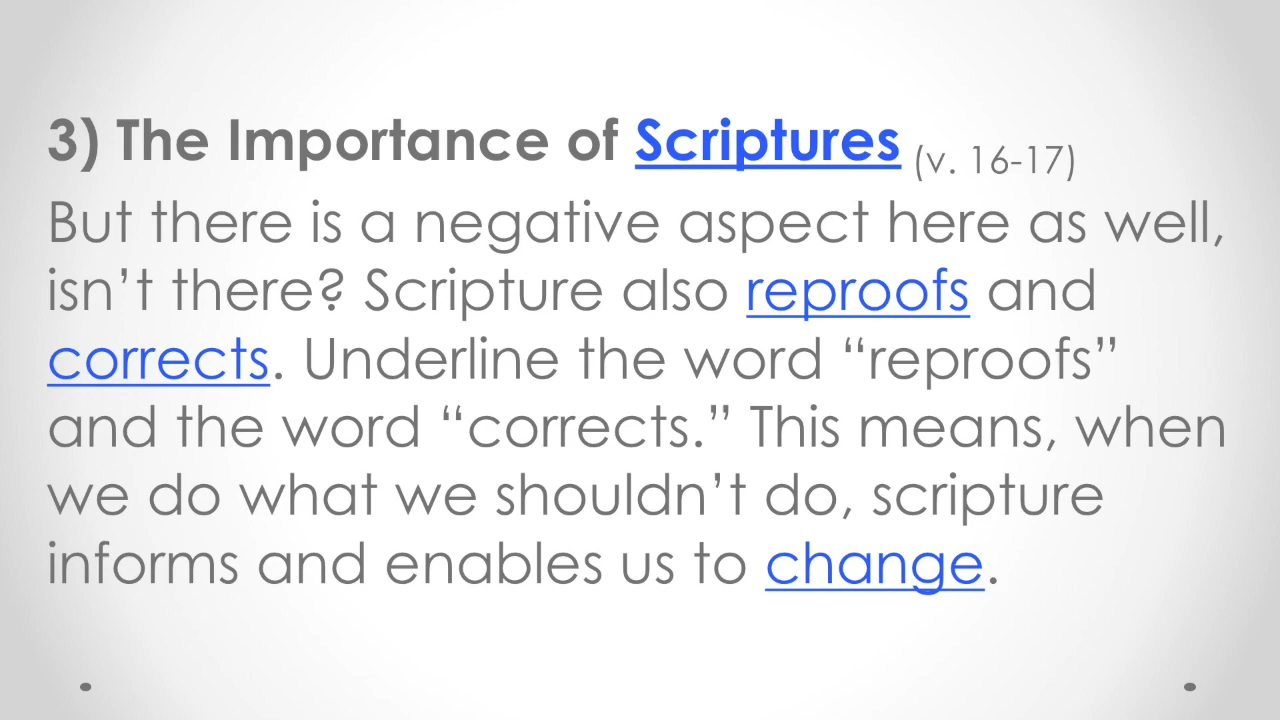 3) The Importance of Scriptures (v. 16-17)
But there is a negative aspect here as well,
isn’t there? Scripture also reproofs and
corrects. Underline the word “reproofs”
and the word “corrects.” This means, when
we do what we shouldn’t do, scripture
informs and enables us to change.